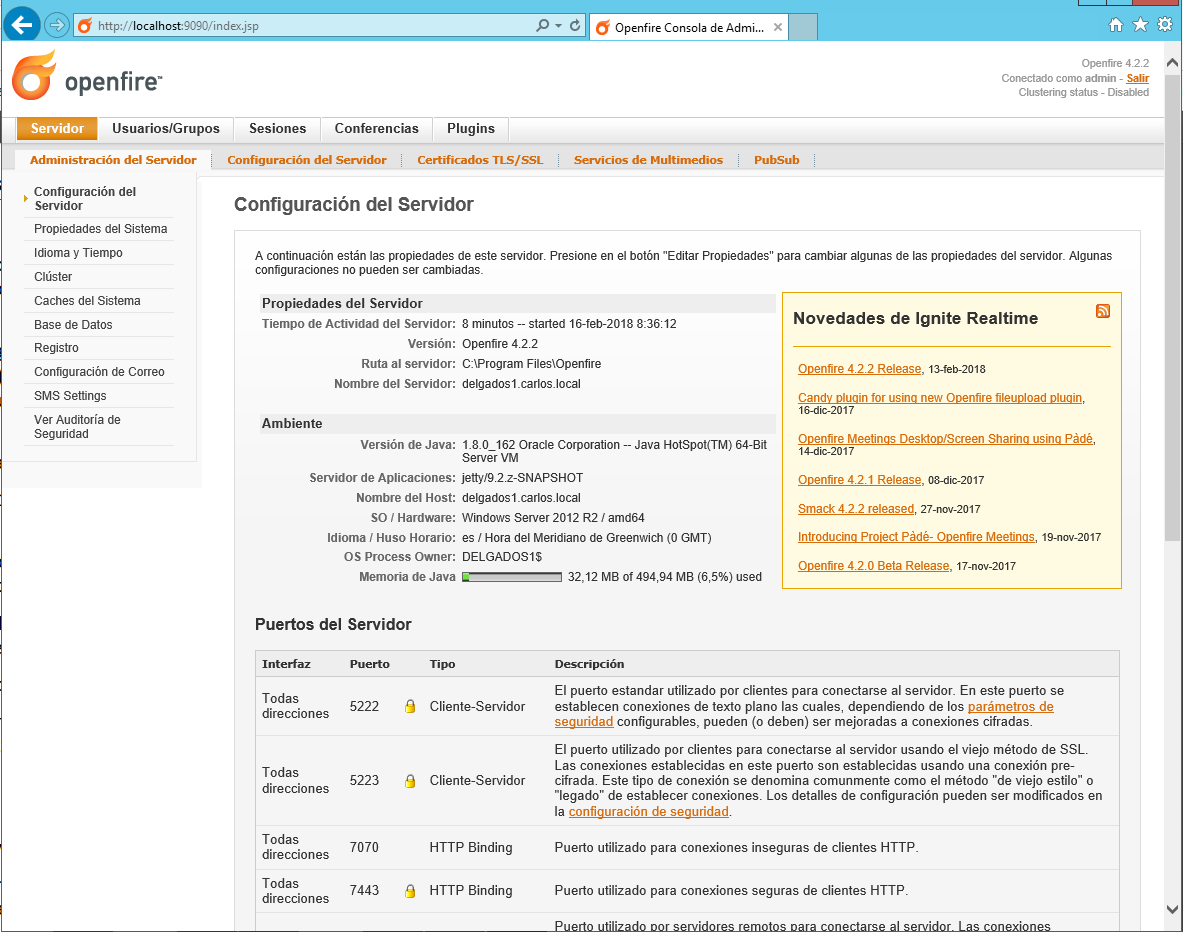 http://localhost:9090/index.jsp
Openfire Consola de Admi...
openfire™
Openfire 4.2.2
Conectado como admin - Salir
Clustering status - Disabled
Servidor Usuarios/Grupos Sesiones Conferencias Plugins
Administración del Servidor Configuración del Servidor Certificados TLS/SSL Servicios de Multimedios PubSub
Configuración del
Servidor
Propiedades del Sistema
Idioma y Tiempo
Clúster
Caches del Sistema
Base de Datos
Registro
Configuración de Correo
SMS Settings
Ver Auditoría de
Seguridad
Configuración del Servidor
A continuación están las propiedades de este servidor. Presione en el botón "Editar Propiedades" para cambiar algunas de las propiedades del servidor. Algunas
configuraciones no pueden ser cambiadas.
Propiedades del Servidor
Tiempo de Actividad del Servidor: 8 minutos -- started 16-feb-2018 8:36:12
Versión: Openfire 4.2.2
Ruta al servidor: C:\Program Files\Openfire
Nombre del Servidor: delgados1.carlos.local
Ambiente
Versión de Java: 1.8.0_162 Oracle Corporation -- Java HotSpot(TM) 64-Bit
Server VM
Servidor de Aplicaciones: jetty/9.2.z-SNAPSHOT
Nombre del Host: delgados1.carlos.local
SO / Hardware: Windows Server 2012 R2 / amd64
Idioma / Huso Horario: es / Hora del Meridiano de Greenwich (0 GMT)
OS Process Owner: DELGADOS1$
Memoria de Java 32,12 MB of 494,94 MB (6,5%) used
Novedades de Ignite Realtime
Openfire 4.2.2 Release, 13-feb-2018
Candy plugin for using new Openfire fileupload plugin,
16-dic-2017
Openfire Meetings Desktop/Screen Sharing using Pàdé,
14-dic-2017
Openfire 4.2.1 Release, 08-dic-2017
Smack 4.2.2 released, 27-nov-2017
Introducing Project Pàdé- Openfire Meetings, 19-nov-2017
Openfire 4.2.0 Beta Release, 17-nov-2017
Puertos del Servidor
Interfaz Puerto Tipo Descripción
Todas
direcciones
5222 Cliente-Servidor
El puerto estandar utilizado por clientes para conectarse al servidor. En este puerto se
establecen conexiones de texto plano las cuales, dependiendo de los parámetros de
seguridad configurables, pueden (o deben) ser mejoradas a conexiones cifradas.
Todas
direcciones
5223 Cliente-Servidor
El puerto utilizado por clientes para conectarse al servidor usando el viejo método de SSL.
Las conexiones establecidas en este puerto son establecidas usando una conexión pre-
cifrada. Este tipo de conexión se denomina comunmente como el método "de viejo estilo" o
"legado" de establecer conexiones. Los detalles de configuración pueden ser modificados en
la configuración de seguridad.
Todas
direcciones
7070 HTTP Binding Puerto utilizado para conexiones inseguras de clientes HTTP.
Todas
direcciones
7443 HTTP Binding Puerto utilizado para conexiones seguras de clientes HTTP.
Puerto utilizado por servidores remotos para conectarse al servidor. Las conexiones